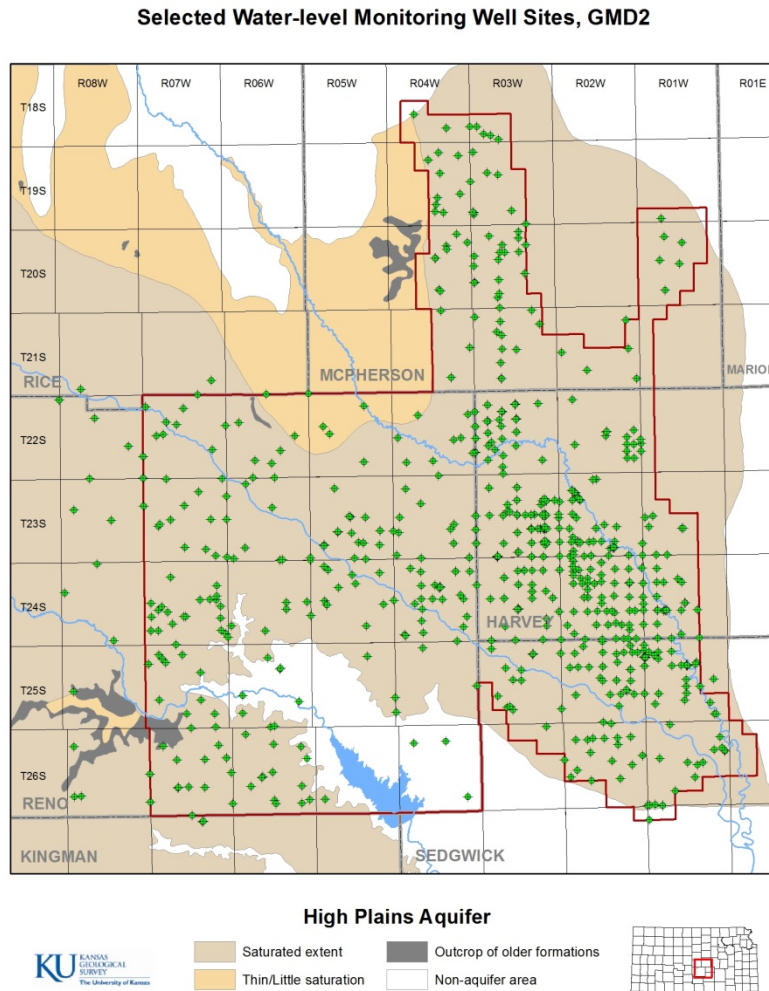 Selected Water-level Monitoring Well Sites, GMD2
R08W R07W R06W R05W R04W R03W R02W R01W R01E
T18S
T19S
T20S
T21S
RICE MCPHERSON MARION
T22S
T23S
T24S
HARVEY
T25S
T26S
RENO
KINGMAN SEDGWICK
High Plains Aquifer
KU KANSAS
GEOLOGICAL
SURVEY
The University of Kansas
Saturated extent
Outcrop of older formations
Thin/Little saturation
Non-aquifer area